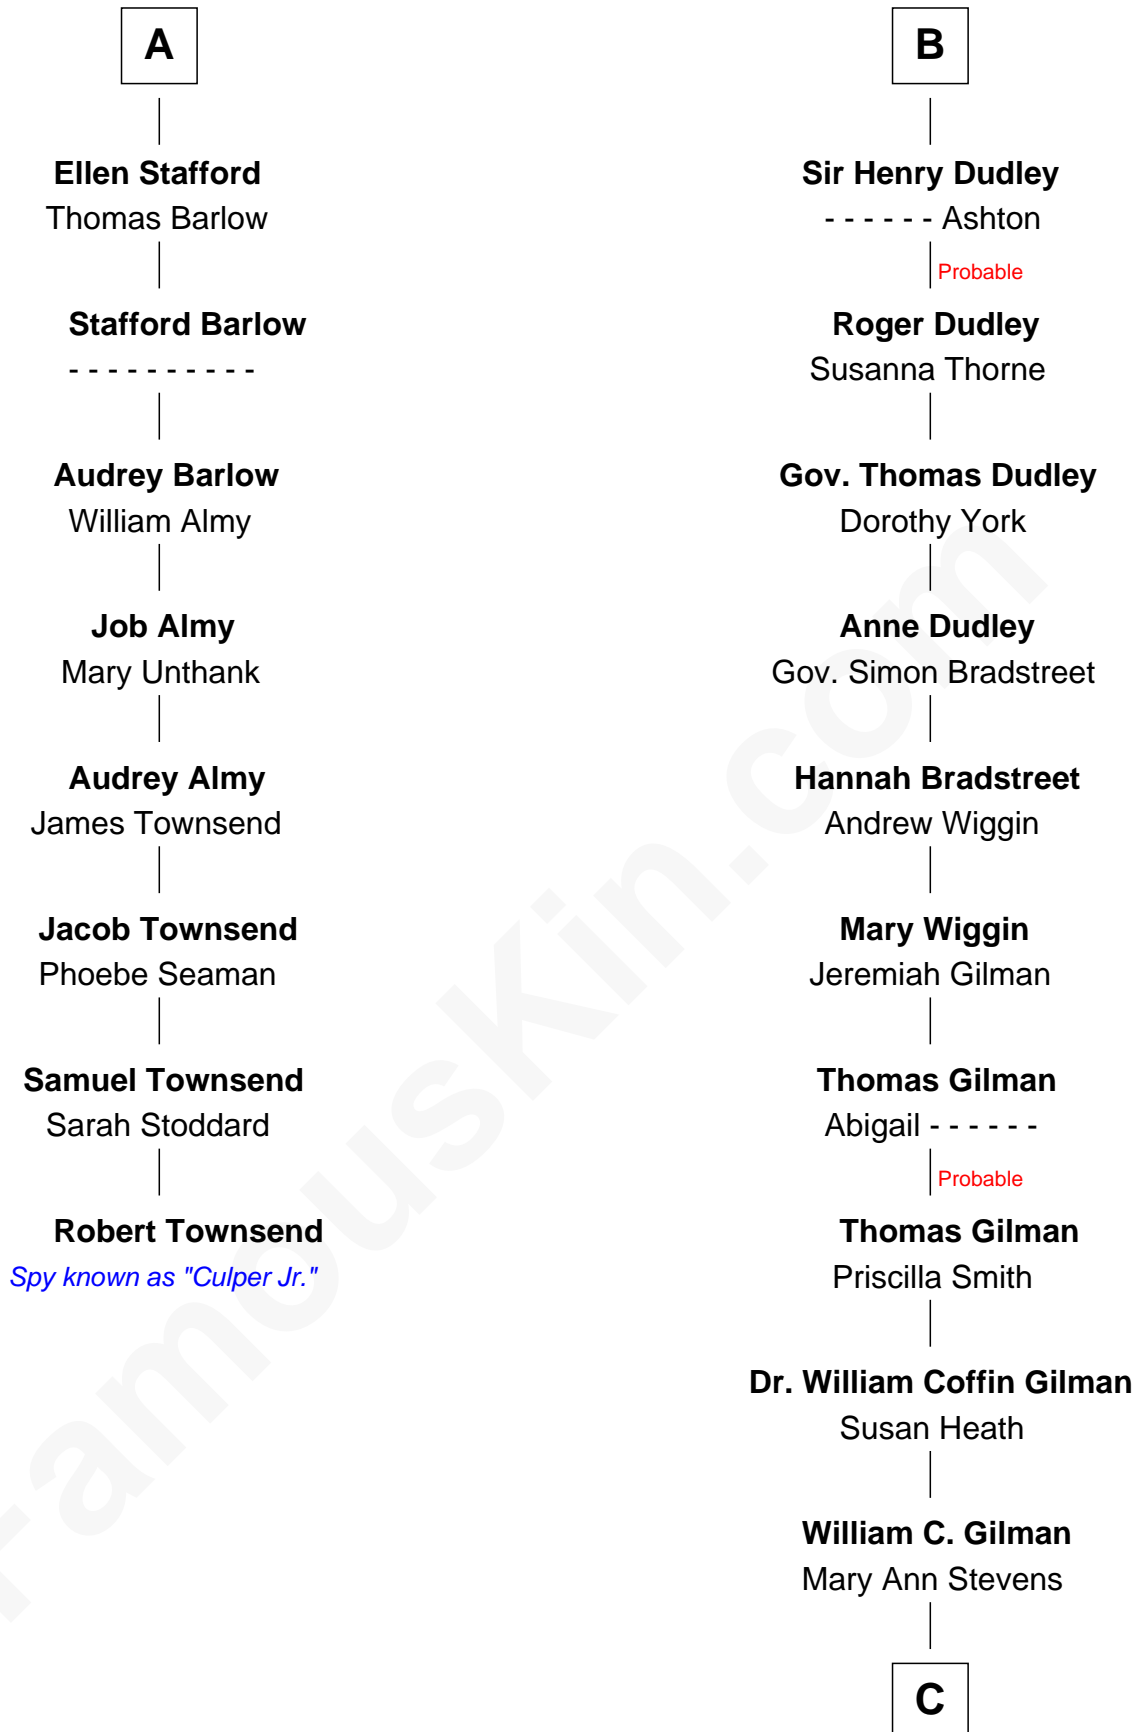 A
Ellen Stafford
Thomas Barlow
Stafford Barlow
- - - - - - - - - -
Audrey Barlow
William Almy
Job Almy
Mary Unthank
Audrey Almy
James Townsend
Jacob Townsend
Phoebe Seaman
Samuel Townsend
Sarah Stoddard
Robert Townsend
Spy known as "Culper Jr."
B
Sir Henry Dudley
- - - - - - Ashton
Probable
Roger Dudley
Susanna Thorne
Gov. Thomas Dudley
Dorothy York
Anne Dudley
Gov. Simon Bradstreet
Hannah Bradstreet
Andrew Wiggin
Mary Wiggin
Jeremiah Gilman
Thomas Gilman
Abigail - - - - - -
Probable
Thomas Gilman
Priscilla Smith
Dr. William Coffin Gilman
Susan Heath
William C. Gilman
Mary Ann Stevens
C
FamousKin.com